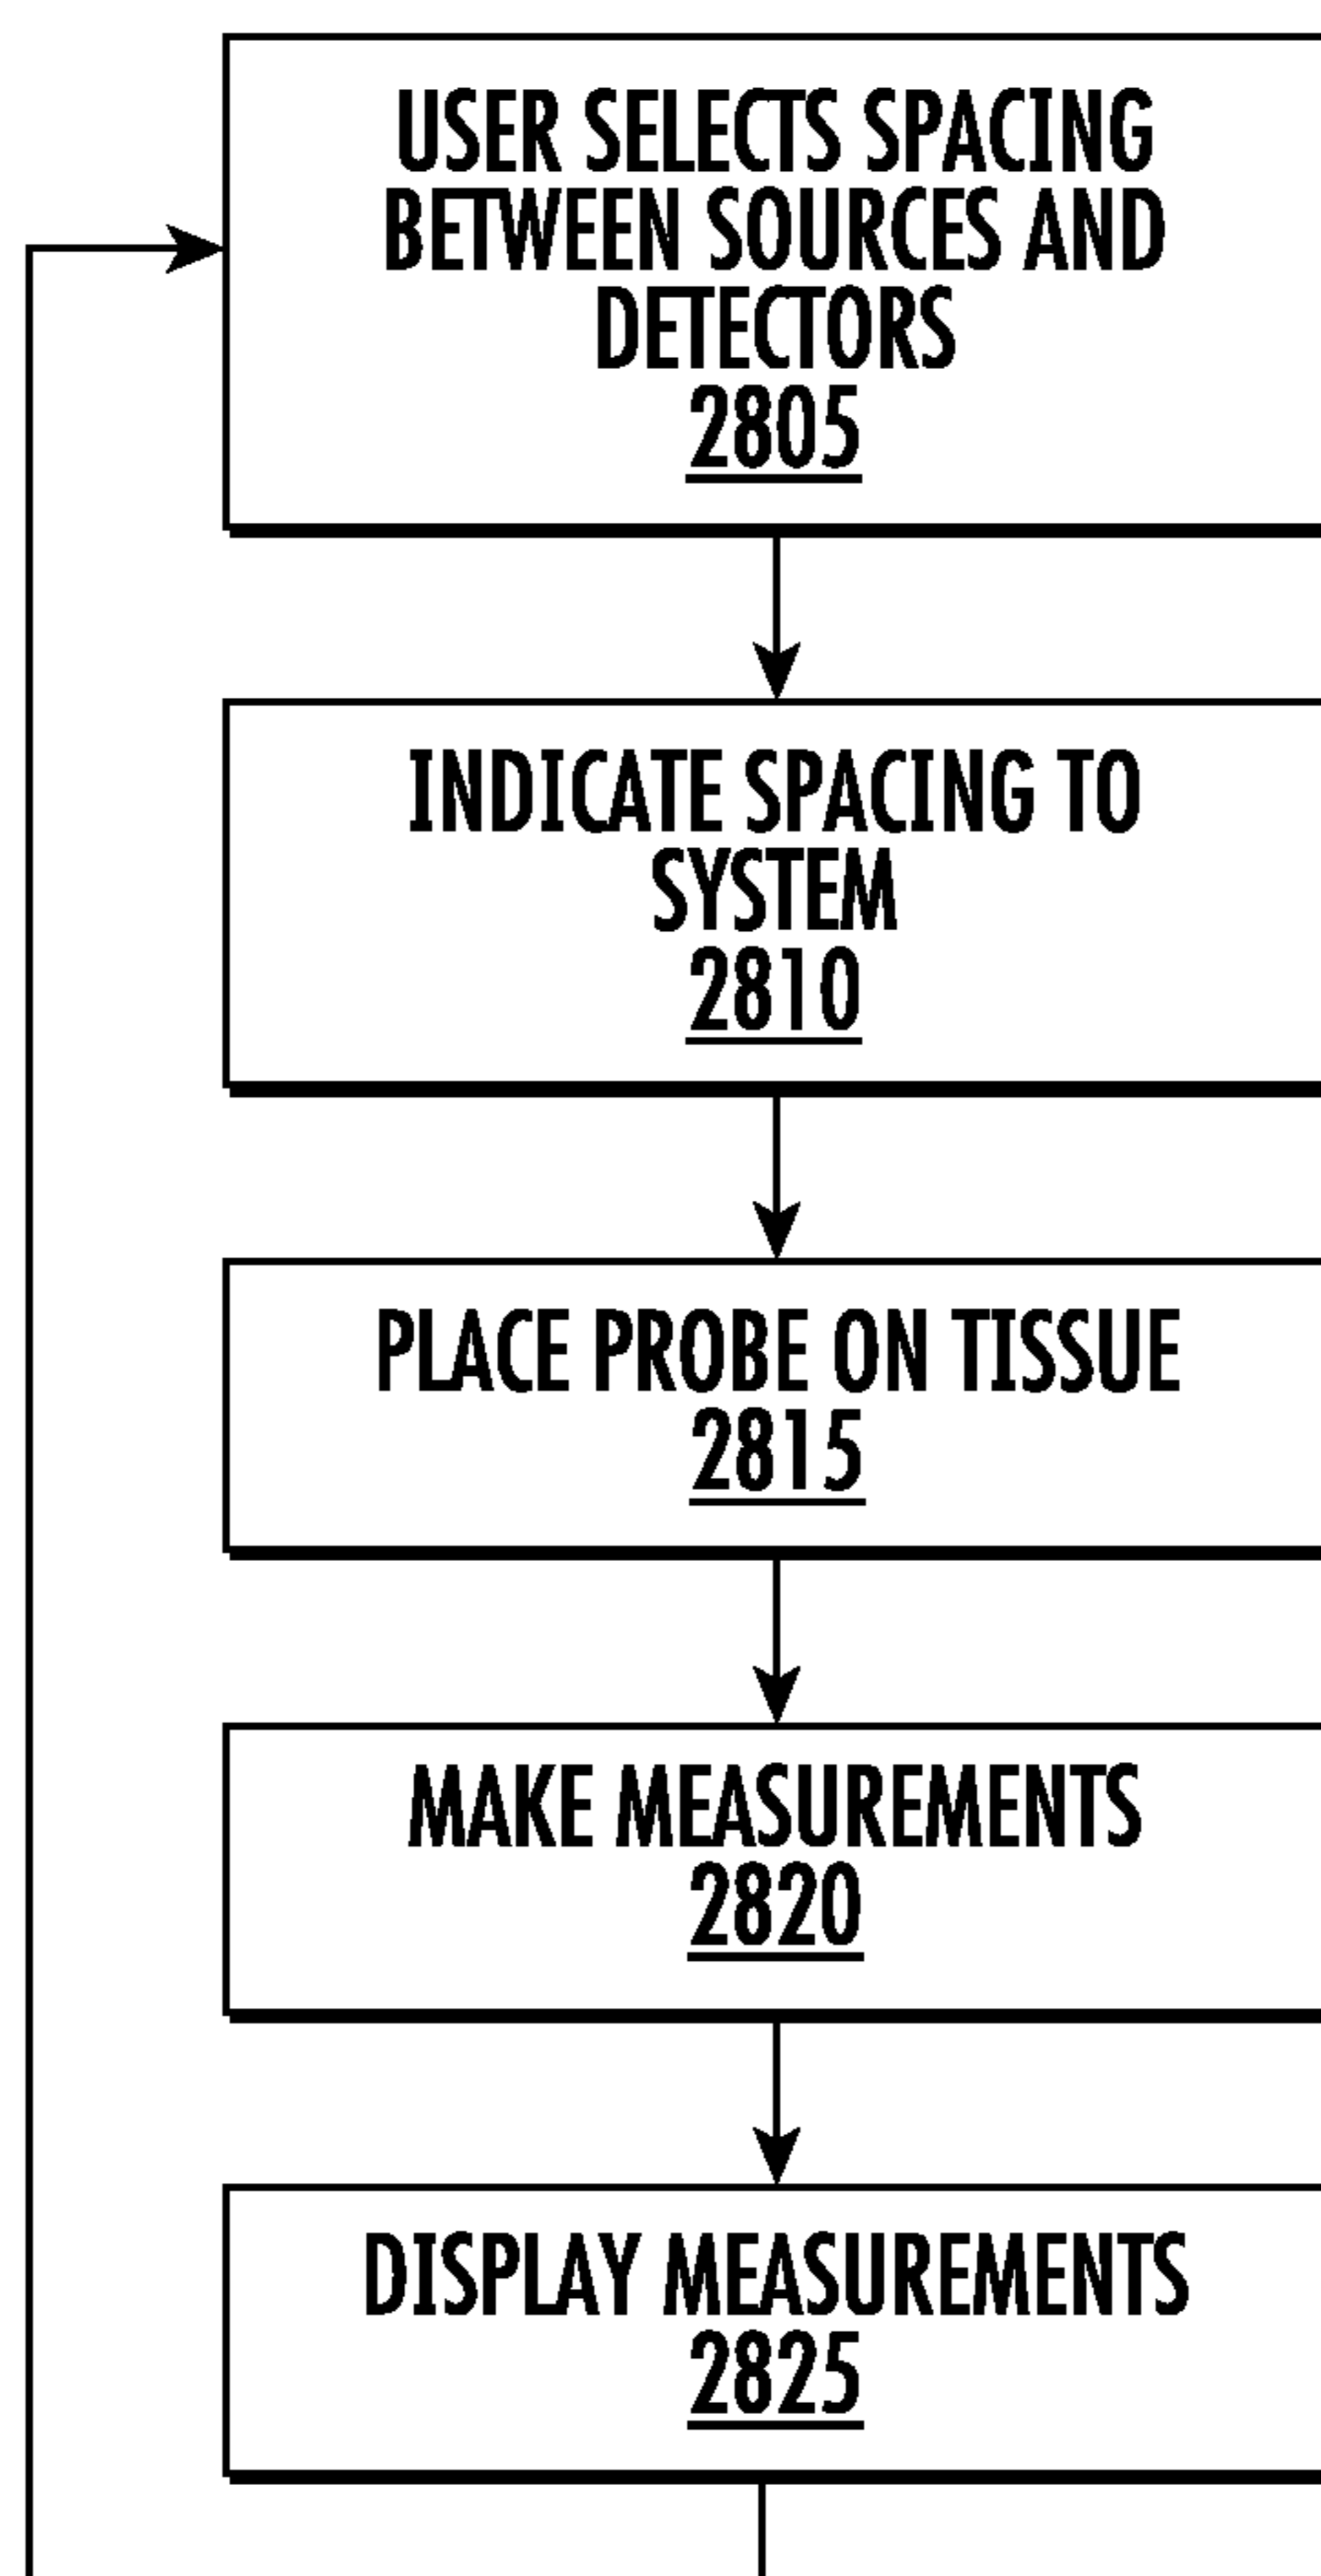 USER SELECTS SPACING
BETWEEN SOURCES AND
DETECTORS
2805
INDICATE SPACING TO
SYSTEM
2810
PLACE PROBE ON TISSUE
2815
MAKE MEASUREMENTS
2820
DISPLAY MEASUREMENTS
2825